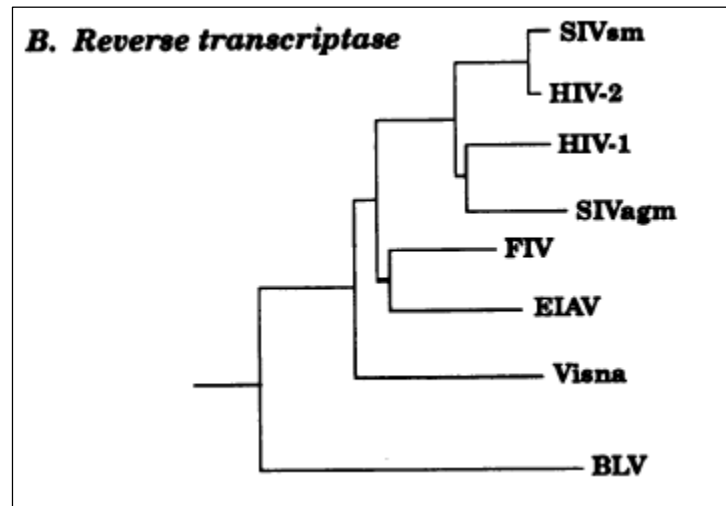 B. Reverse transcriptase
SIVsm
HIV-2
HIV-1
SIVagm
FIV
EIAV
Visna
BLV